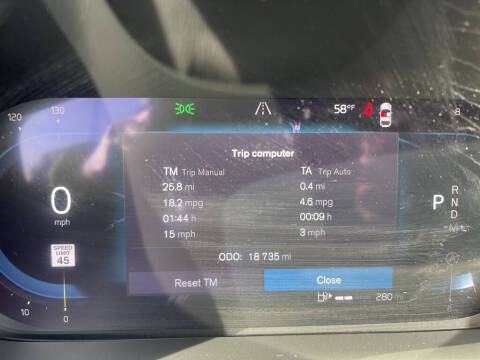 120 130 58°F 8
W
Trip computer
TM Trip Manual TA Trip Auto
25.8 mi 0.4 mi
18.2 mpg 4.6 mpg
01:44 h 00:09 h
15 mph 3 mph
ODO: 18 735 mi
Reset TM Close
0
mph
SPEED
LIMIT
45
10 0
P
R
N
D
M
280 mi